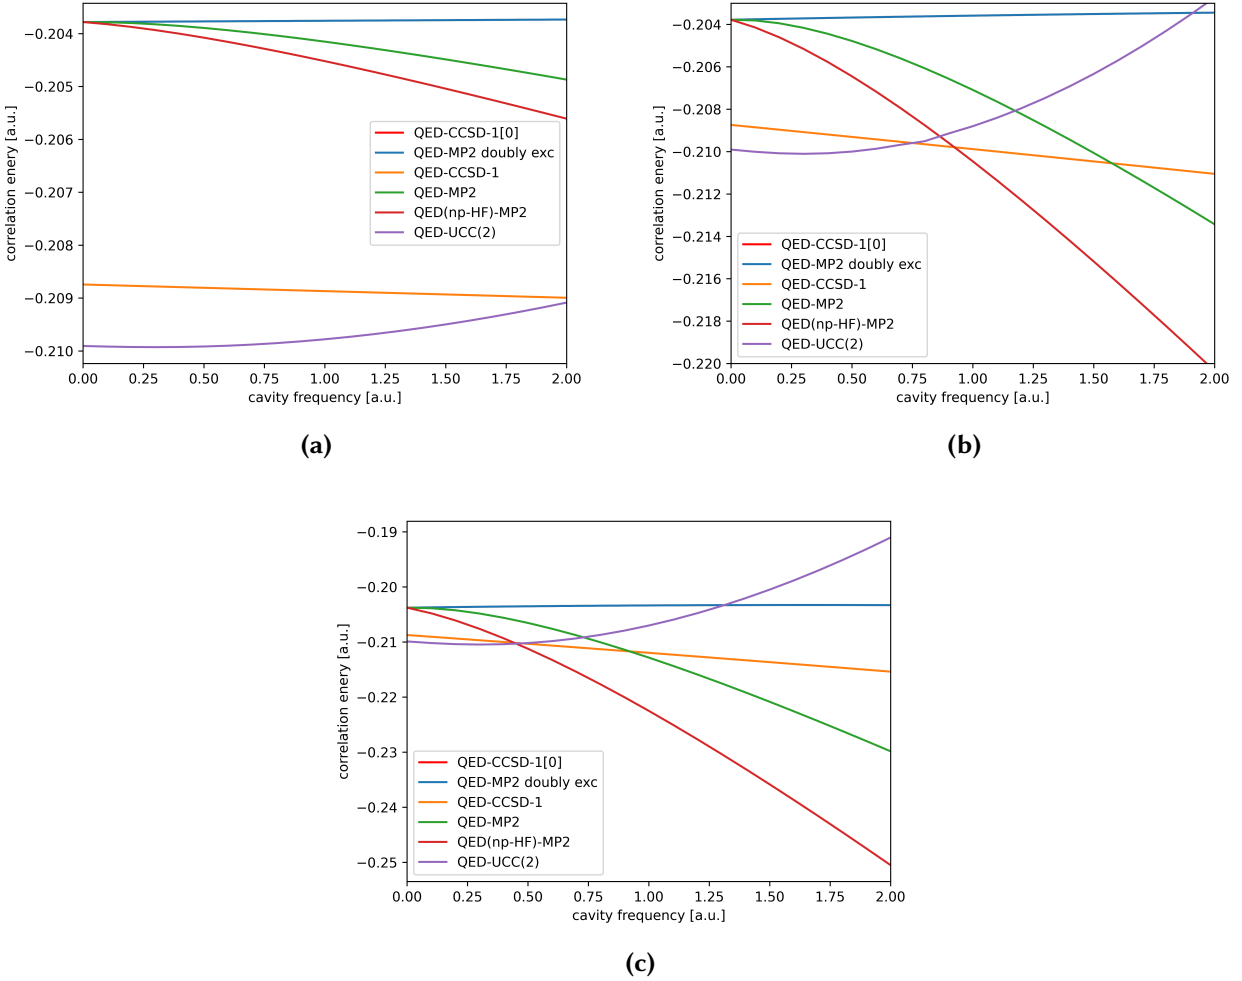 −0.204
−0.205
−0.206
−0.207
−0.208
−0.209
−0.210
correlation enery [a.u.]
QED-CCSD-1[0]
QED-MP2 doubly exc
QED-CCSD-1
QED-MP2
QED(np-HF)-MP2
QED-UCC(2)
0.00 0.25 0.50 0.75 1.00 1.25 1.50 1.75 2.00
cavity frequency [a.u.]
(a)
−0.204
−0.206
−0.208
−0.210
−0.212
−0.214
−0.216
−0.218
−0.220
correlation enery [a.u.]
QED-CCSD-1[0]
QED-MP2 doubly exc
QED-CCSD-1
QED-MP2
QED(np-HF)-MP2
QED-UCC(2)
0.00 0.25 0.50 0.75 1.00 1.25 1.50 1.75 2.00
cavity frequency [a.u.]
(b)
−0.19
−0.20
−0.21
−0.22
−0.23
−0.24
−0.25
correlation enery [a.u.]
QED-CCSD-1[0]
QED-MP2 doubly exc
QED-CCSD-1
QED-MP2
QED(np-HF)-MP2
QED-UCC(2)
0.00 0.25 0.50 0.75 1.00 1.25 1.50 1.75 2.00
cavity frequency [a.u.]
(c)